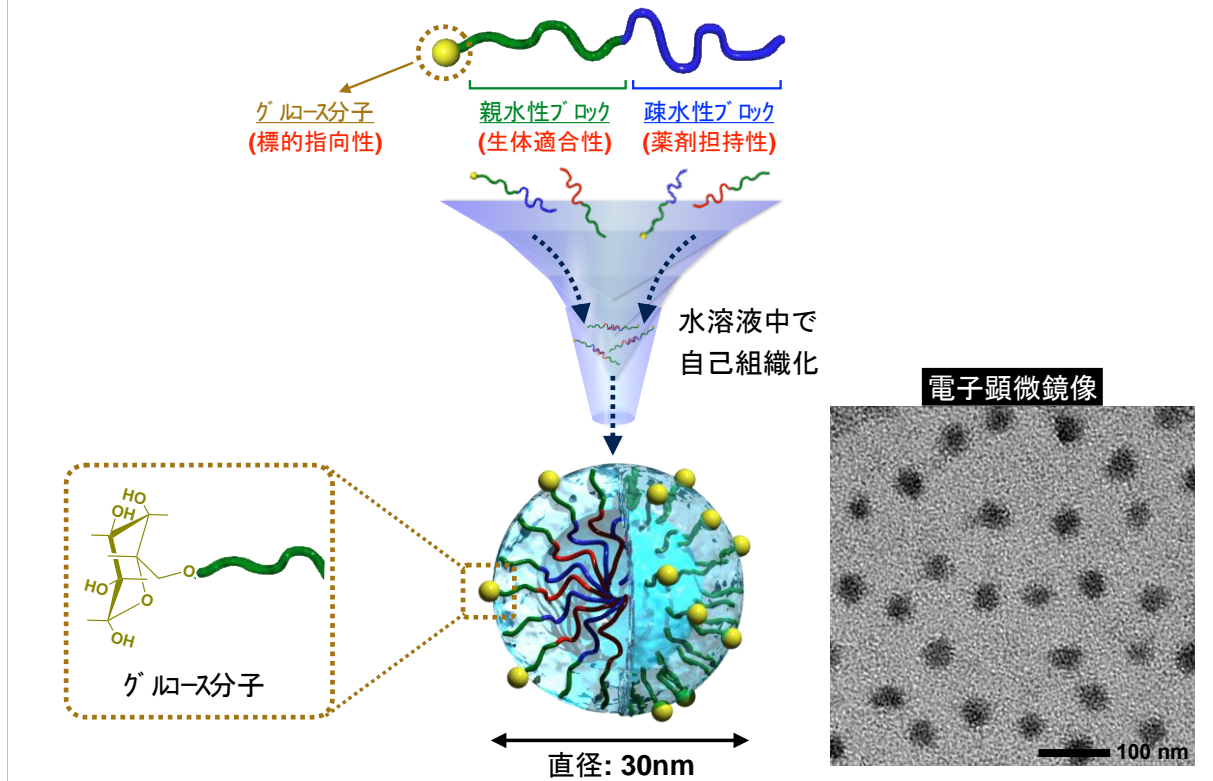 グルコース分子
(標的指向性)
親水性ブロック
(生体適合性)
疎水性ブロック
(薬剤担持性)
水溶液中で
自己組織化
電子顕微鏡像
HO
OH
HO
HO
O
O
OH
グルコース分子
直径: 30nm
100 nm